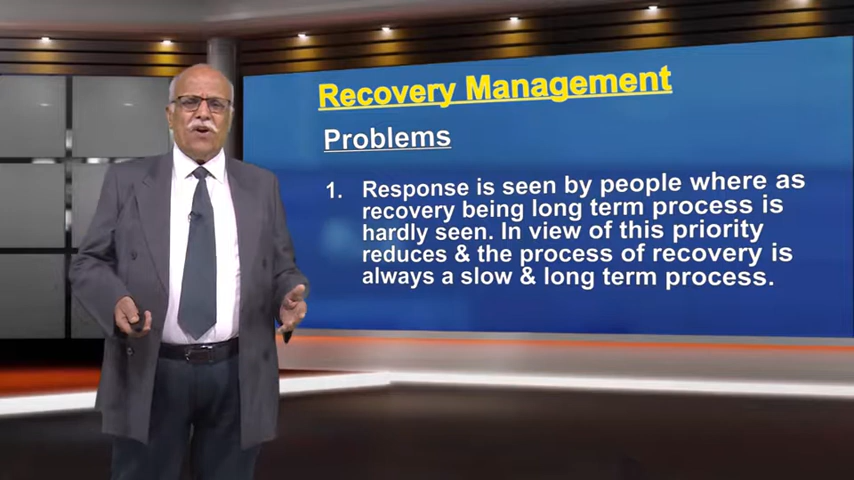 Recovery Management
Problems
1. Response is seen by people where as
recovery being long term process is
hardly seen. In view of this priority
reduces & the process of recovery is
always a slow & long term process.